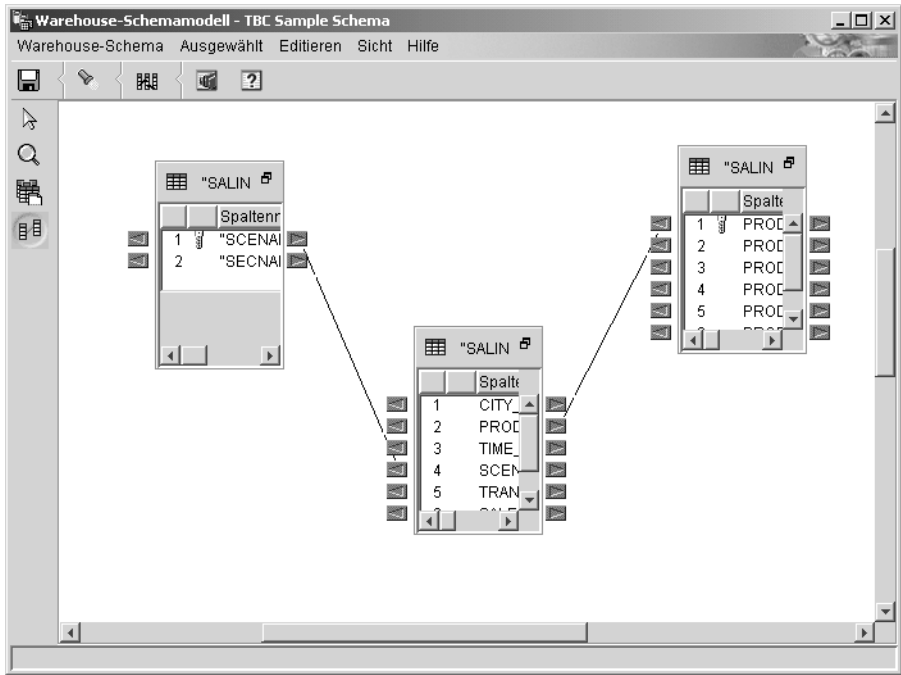 Warehouse-Schemamodell - TBC Sample Schema
Warehouse-Schema Ausgewählt Editieren Sicht Hilfe
"SALIN
Spaltenr
1 "SCENAI
2 "SECNAI
"SALIN
Spalte
1 PROD
2 PROD
3 PROD
4 PROD
5 PROD
"SALIN
Spalte
1 CITY_
2 PROD
3 TIME_
4 SCEN
5 TRAN